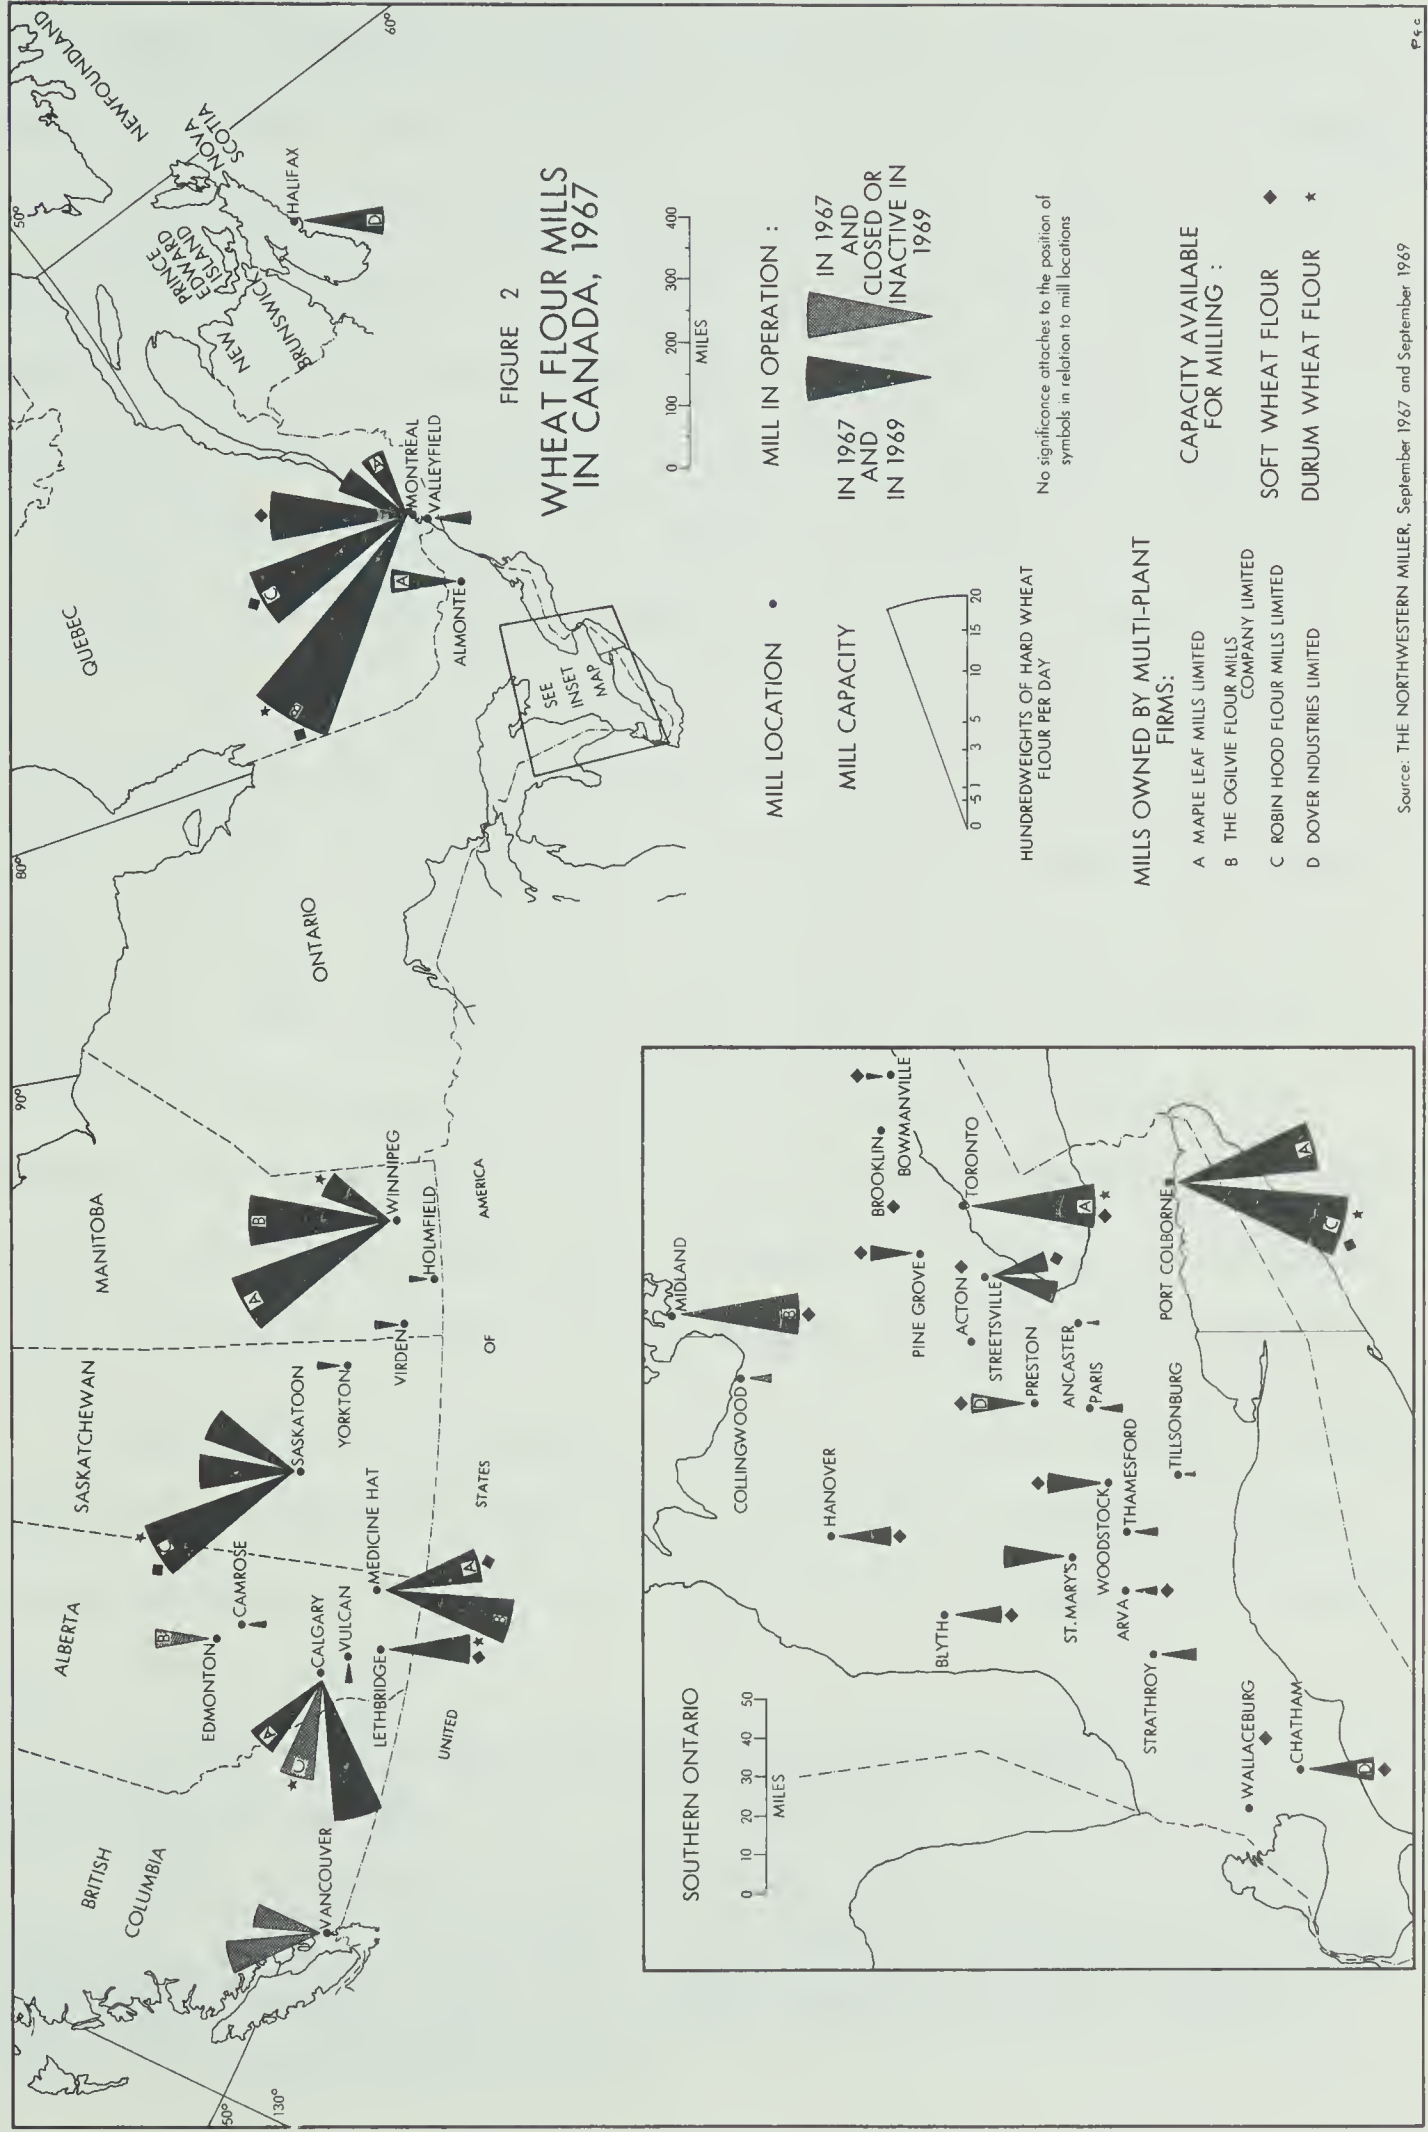 FIGURE 2
WHEAT FLOUR MILLS
IN CANADA, 1967
0 100 200 300 400
MILES
130°
50°
90°
80°
50°
60°
BRITISH
COLUMBIA
ALBERTA
SASKATCHEWAN
MANITOBA
ONTARIO
QUEBEC
NEWFOUNDLAND
NOVA
SCOTIA
PRINCE
EDWARD
ISLAND
NEW
BRUNSWICK
UNITED
STATES
OF
AMERICA
VANCOUVER
EDMONTON
B
CAMROSE
CALGARY
A
C
VULCAN
LETHBRIDGE
MEDICINE HAT
A
B
SASKATOON
C
YORKTON
VIRDEN
HOLMFIELD
WINNIPEG
A
B
MONTREAL
B
C
A
VALLEYFIELD
ALMONTE
A
HALIFAX
D
SEE
INSET
MAP
MILL LOCATION
MILL CAPACITY
0 .5 1 3 5 10 15 20
HUNDREDWEIGHTS OF HARD WHEAT
FLOUR PER DAY
MILL IN OPERATION :
IN 1967
AND
IN 1969
IN 1967
AND
CLOSED OR
INACTIVE IN
1969
No significance attaches to the position of
symbols in relation to mill locations
MILLS OWNED BY MULTI-PLANT
FIRMS:
A MAPLE LEAF MILLS LIMITED
B THE OGILVIE FLOUR MILLS
COMPANY LIMITED
C ROBIN HOOD FLOUR MILLS LIMITED
D DOVER INDUSTRIES LIMITED
CAPACITY AVAILABLE
FOR MILLING :
SOFT WHEAT FLOUR
DURUM WHEAT FLOUR
SOUTHERN ONTARIO
0 10 20 30 40 50
MILES
MIDLAND
B
COLLINGWOOD
HANOVER
BLYTH
BROOKLIN
BOWMANVILLE
PINE GROVE
TORONTO
A
ACTON
STREETSVILLE
PRESTON
D
ANCASTER
PARIS
ST. MARY'S
WOODSTOCK
THAMESFORD
ARVA
STRATHROY
TILLSONBURG
PORT COLBORNE
A
C
WALLACEBURG
CHATHAM
D
Source: THE NORTHWESTERN MILLER, September 1967 and September 1969